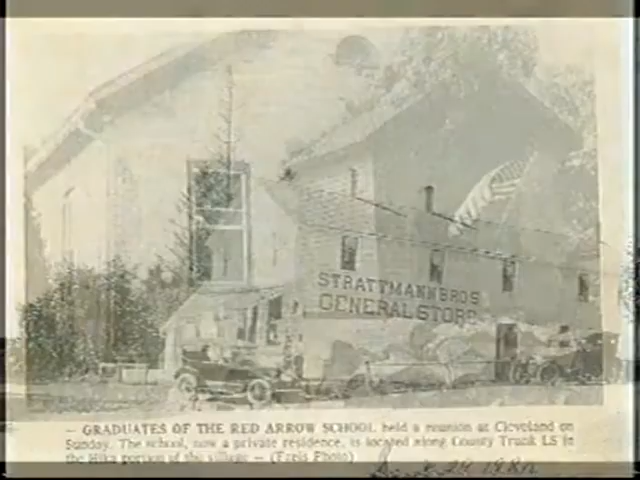 STRATTMANN BROS
GENERAL STORE
— GRADUATES OF THE RED ARROW SCHOOL held a reunion at Cleveland on
Sunday. The school, now a private residence, is located along County Trunk LS in
the Hika portion of the village — (Freis Photo)